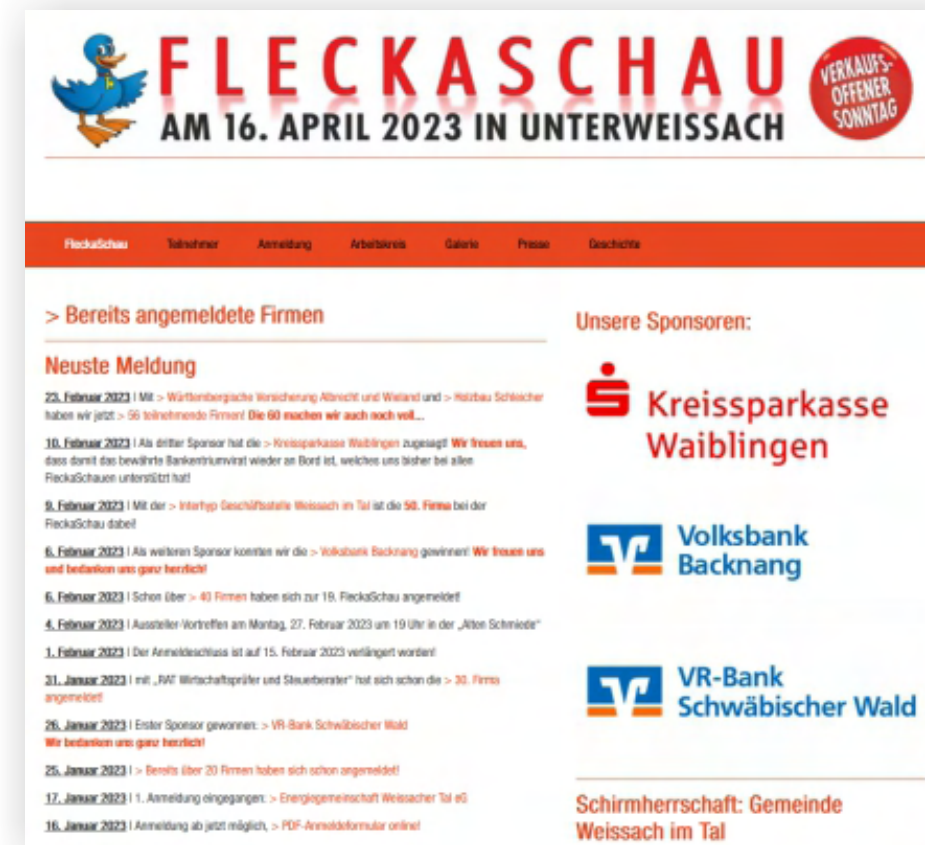 FLECKASCHAU
AM 16. APRIL 2023 IN UNTERWEISSACH
VERKAUFS-
OFFENER
SONNTAG
FleckaSchau Teilnehmer Anmeldung Arbeitskreis Galerie Presse Geschichte
> Bereits angemeldete Firmen
Neuste Meldung
23. Februar 2023 | Mit > Württembergische Versicherung Albrecht und Wieland und > Holzbau Schleicher
haben wir jetzt > 56 teilnehmende Firmen! Die 60 machen wir auch noch voll...
10. Februar 2023 | Als dritter Sponsor hat die > Kreissparkasse Waiblingen zugesagt! Wir freuen uns,
dass damit das bewährte Bankentriumvirat wieder an Bord ist, welches uns bisher bei allen
FleckaSchauen unterstützt hat!
9. Februar 2023 | Mit der > Interhyp Geschäftsstelle Weissach im Tal ist die 50. Firma bei der
FleckaSchau dabei!
6. Februar 2023 | Als weiteren Sponsor konnten wir die > Volksbank Backnang gewinnen! Wir freuen uns
und bedanken uns ganz herzlich!
6. Februar 2023 | Schon über > 40 Firmen haben sich zur 19. FleckaSchau angemeldet!
4. Februar 2023 | Aussteller-Vortreffen am Montag, 27. Februar 2023 um 19 Uhr in der „Alten Schmiede"
1. Februar 2023 | Der Anmeldeschluss ist auf 15. Februar 2023 verlängert worden!
31. Januar 2023 | mit „RAT Wirtschaftsprüfer und Steuerberater" hat sich schon die > 30. Firma
angemeldet!
26. Januar 2023 | Erster Sponsor gewonnen: > VR-Bank Schwäbischer Wald
Wir bedanken uns ganz herzlich!
25. Januar 2023 | > Bereits über 20 Firmen haben sich schon angemeldet!
17. Januar 2023 | 1. Anmeldung eingegangen: > Energiegemeinschaft Weissacher Tal eG
16. Januar 2023 | Anmeldung ab jetzt möglich, > PDF-Anmeldeformular online!
Unsere Sponsoren:
Kreissparkasse
Waiblingen
Volksbank
Backnang
VR-Bank
Schwäbischer Wald
Schirmherrschaft: Gemeinde
Weissach im Tal